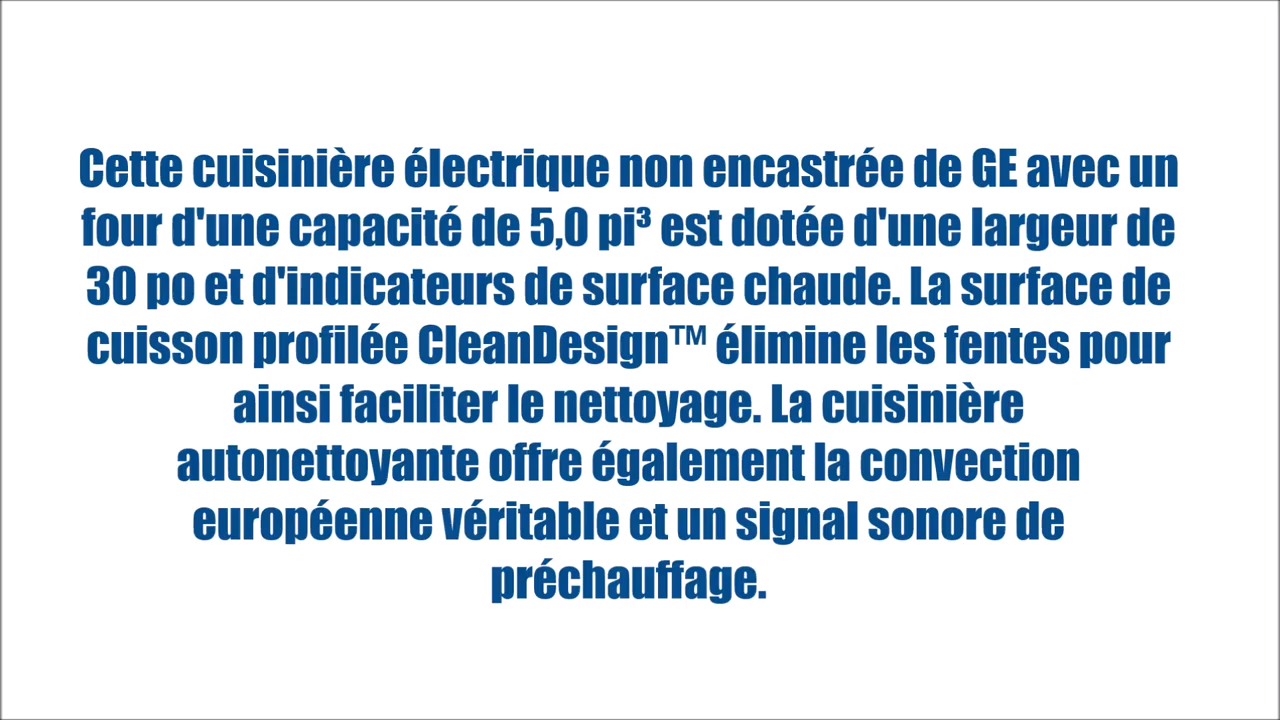 Cette cuisinière électrique non encastrée de GE avec un
four d'une capacité de 5,0 pi³ est dotée d'une largeur de
30 po et d'indicateurs de surface chaude. La surface de
cuisson profilée CleanDesign™ élimine les fentes pour
ainsi faciliter le nettoyage. La cuisinière
autonettoyante offre également la convection
européenne véritable et un signal sonore de
préchauffage.